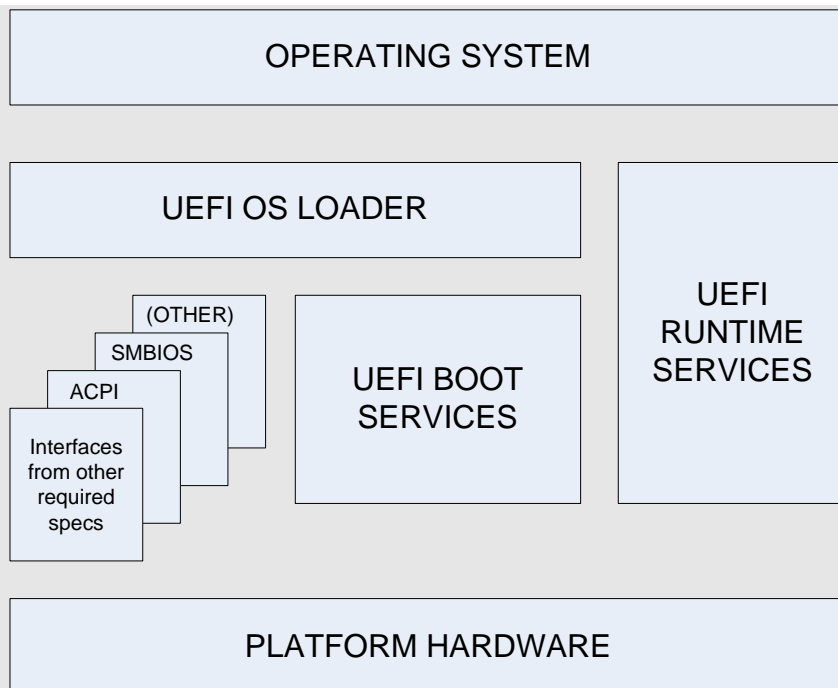 OPERATING SYSTEM
UEFI OS LOADER
UEFI
RUNTIME
SERVICES
(OTHER)
SMBIOS
ACPI
Interfaces
from other
required
specs
UEFI BOOT
SERVICES
PLATFORM HARDWARE